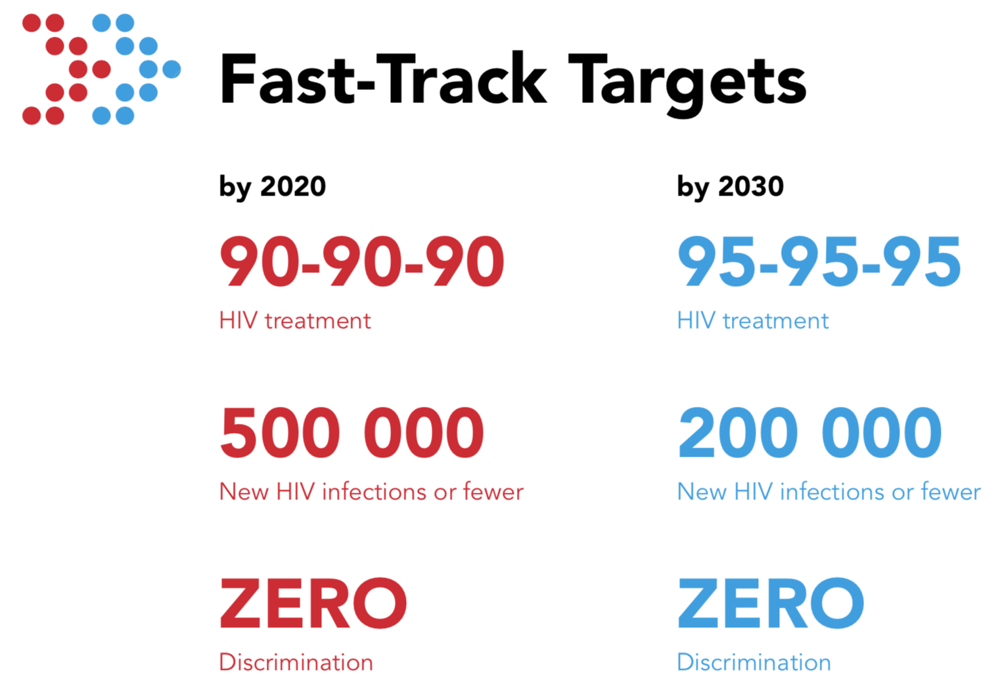 Fast-Track Targets
by 2020
90-90-90
HIV treatment
500 000
New HIV infections or fewer
ZERO
Discrimination
by 2030
95-95-95
HIV treatment
200 000
New HIV infections or fewer
ZERO
Discrimination